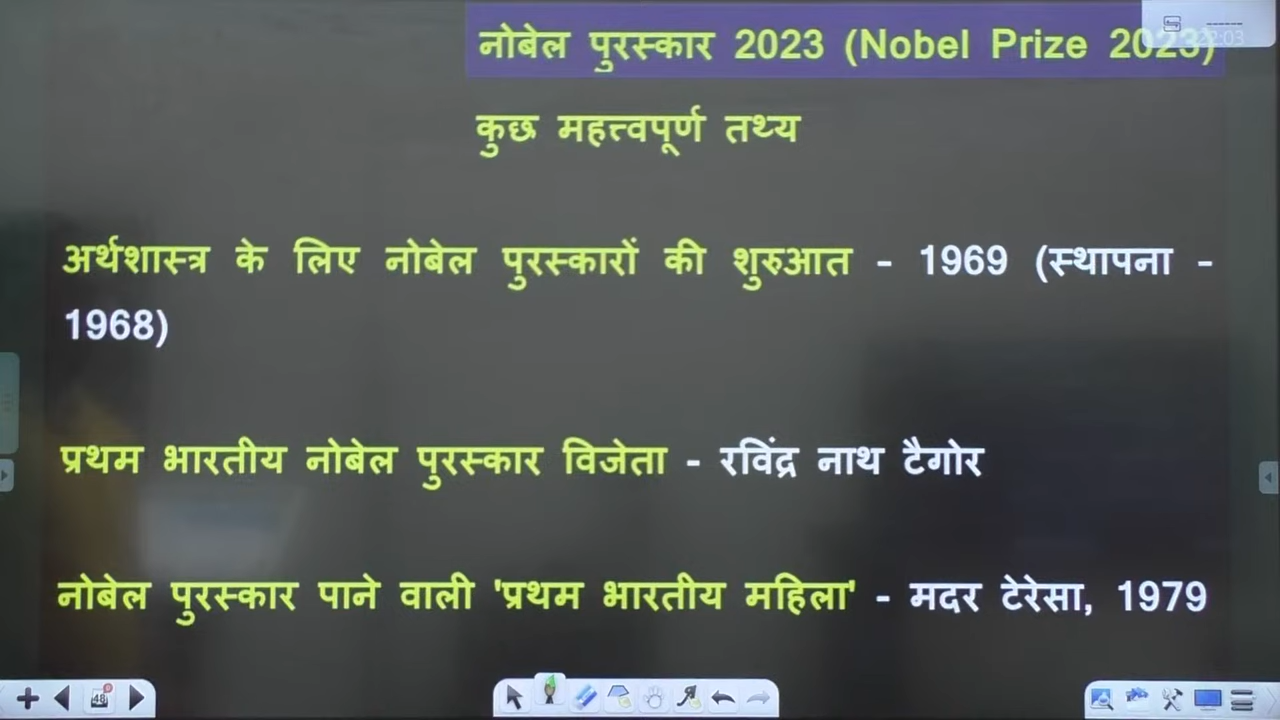 नोबेल पुरस्कार 2023 (Nobel Prize 2023)
कुछ महत्त्वपूर्ण तथ्य
अर्थशास्त्र के लिए नोबेल पुरस्कारों की शुरुआत - 1969 (स्थापना -
1968)
प्रथम भारतीय नोबेल पुरस्कार विजेता - रविंद्र नाथ टैगोर
नोबेल पुरस्कार पाने वाली 'प्रथम भारतीय महिला' - मदर टेरेसा, 1979
48